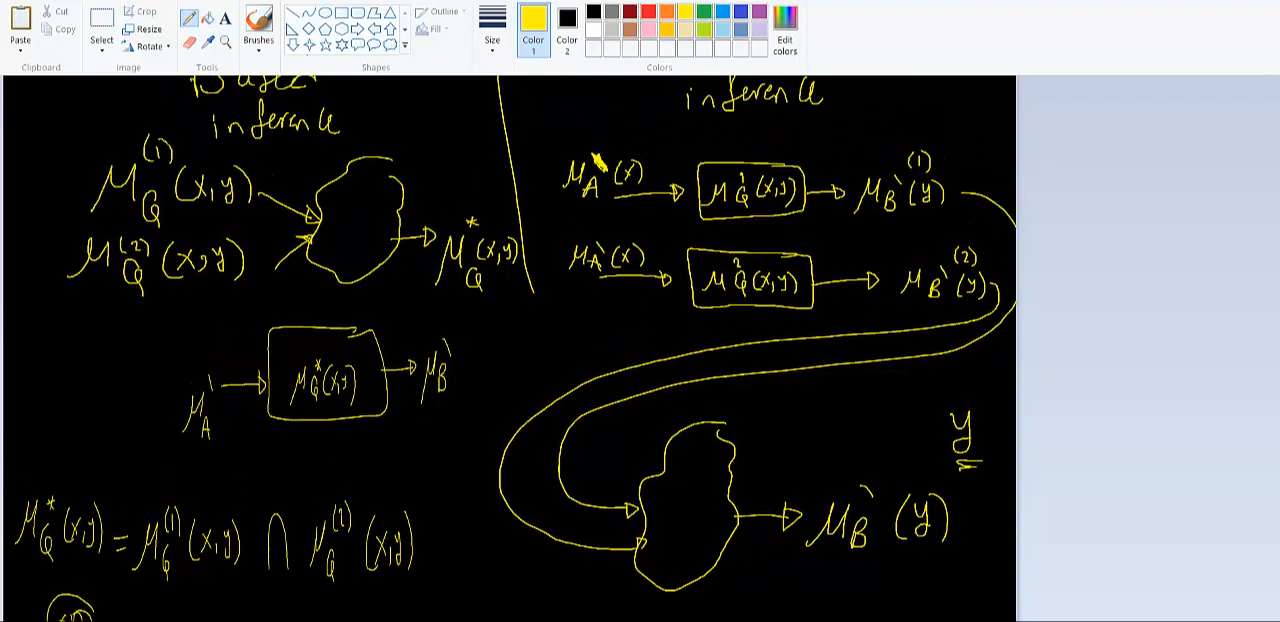 Paste
Cut
Copy
Clipboard
Select
Crop
Resize
Rotate
Image
A
Tools
Brushes
Shapes
Outline
Fill
Size
Color 1
Color 2
Colors
Edit colors
inference
μ_Q^(1)(x,y)
μ_Q^(2)(x,y)
μ_Q^*(x,y)
μ_A` μ_Q^*(x,y) μ_B`
μ_Q^*(x,y) = μ_Q^(1)(x,y) ∩ μ_Q^(2)(x,y)
inference
μ_A`(x) μ_Q^1(x,y) μ_B`^(1)(y)
μ_A`(x) μ_Q^2(x,y) μ_B`^(2)(y)
y
μ_B`(y)